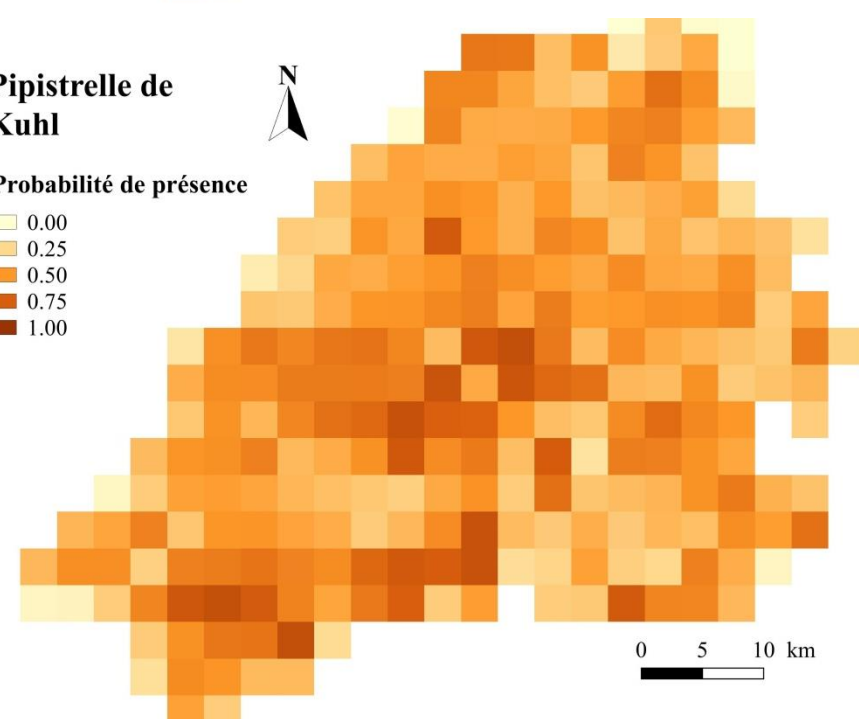 Pipistrelle de
Kuhl
N
Probabilité de présence
0.00
0.25
0.50
0.75
1.00
0 5 10 km